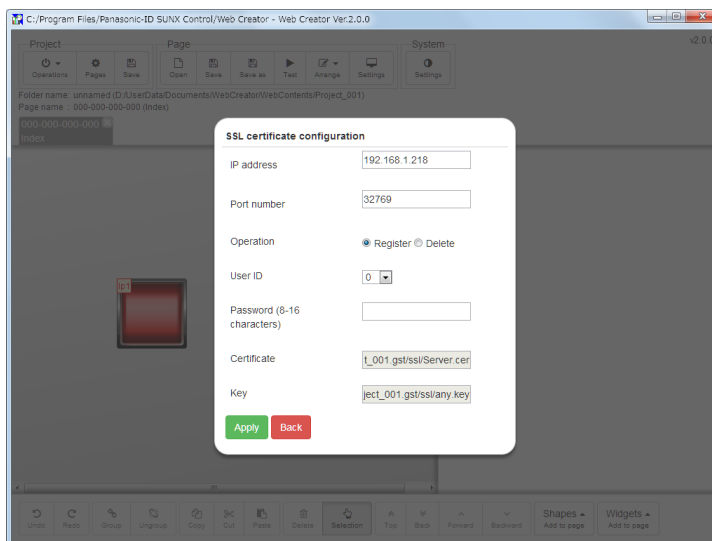 C:/Program Files/Panasonic-ID SUNX Control/Web Creator - Web Creator Ver.2.0.0
Project Page System v2.0.0
Operations Pages Save Open Save Save as Test Arrange Settings Settings
Folder name: unnamed (D:/UserData/Documents/WebCreator/WebContents/Project_001)
Page name : 000-000-000-000 (Index)
000-000-000-000
Index
SSL certificate configuration
IP address 192.168.1.218
Port number 32769
Operation Register Delete
User ID 0
lp1
Password (8-16
characters)
Certificate t_001.gst/ssl/Server.cer
Key ject_001.gst/ssl/any.key
Apply Back
Undo Redo Group Ungroup Copy Cut Paste Delete Selection Top Back Forward Backward Shapes Add to page Widgets Add to page